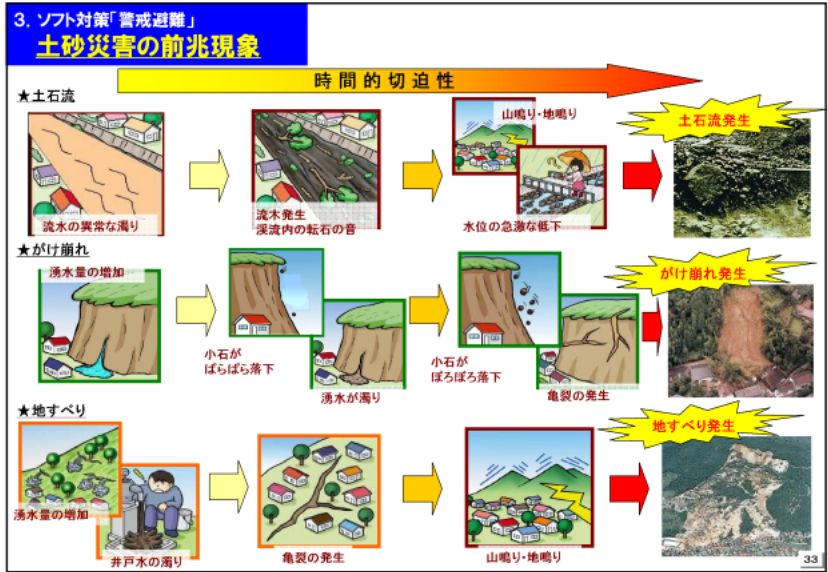 3. ソフト対策「警戒避難」
土砂災害の前兆現象
時間的切迫性
★土石流
流水の異常な濁り
流木発生
渓流内の転石の音
山鳴り・地鳴り
水位の急激な低下
土石流発生
★がけ崩れ
湧水量の増加
小石が
ばらばら落下
湧水が濁り
小石が
ぼろぼろ落下
亀裂の発生
がけ崩れ発生
★地すべり
湧水量の増加
井戸水の濁り
亀裂の発生
山鳴り・地鳴り
地すべり発生
33